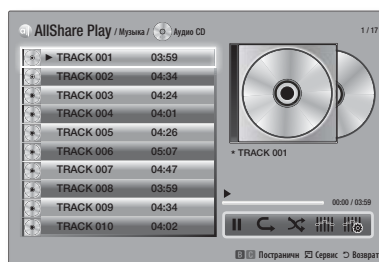 AllShare Play / Музыка / Аудио CD 1 / 17
TRACK 001 03:59
TRACK 002 04:34
TRACK 003 04:24
TRACK 004 04:01
TRACK 005 04:26
TRACK 006 05:07
TRACK 007 04:47
TRACK 008 03:59
TRACK 009 04:34
TRACK 010 04:02
* TRACK 001
00:00 / 03:59
B C Постраничн Сервис Возврат